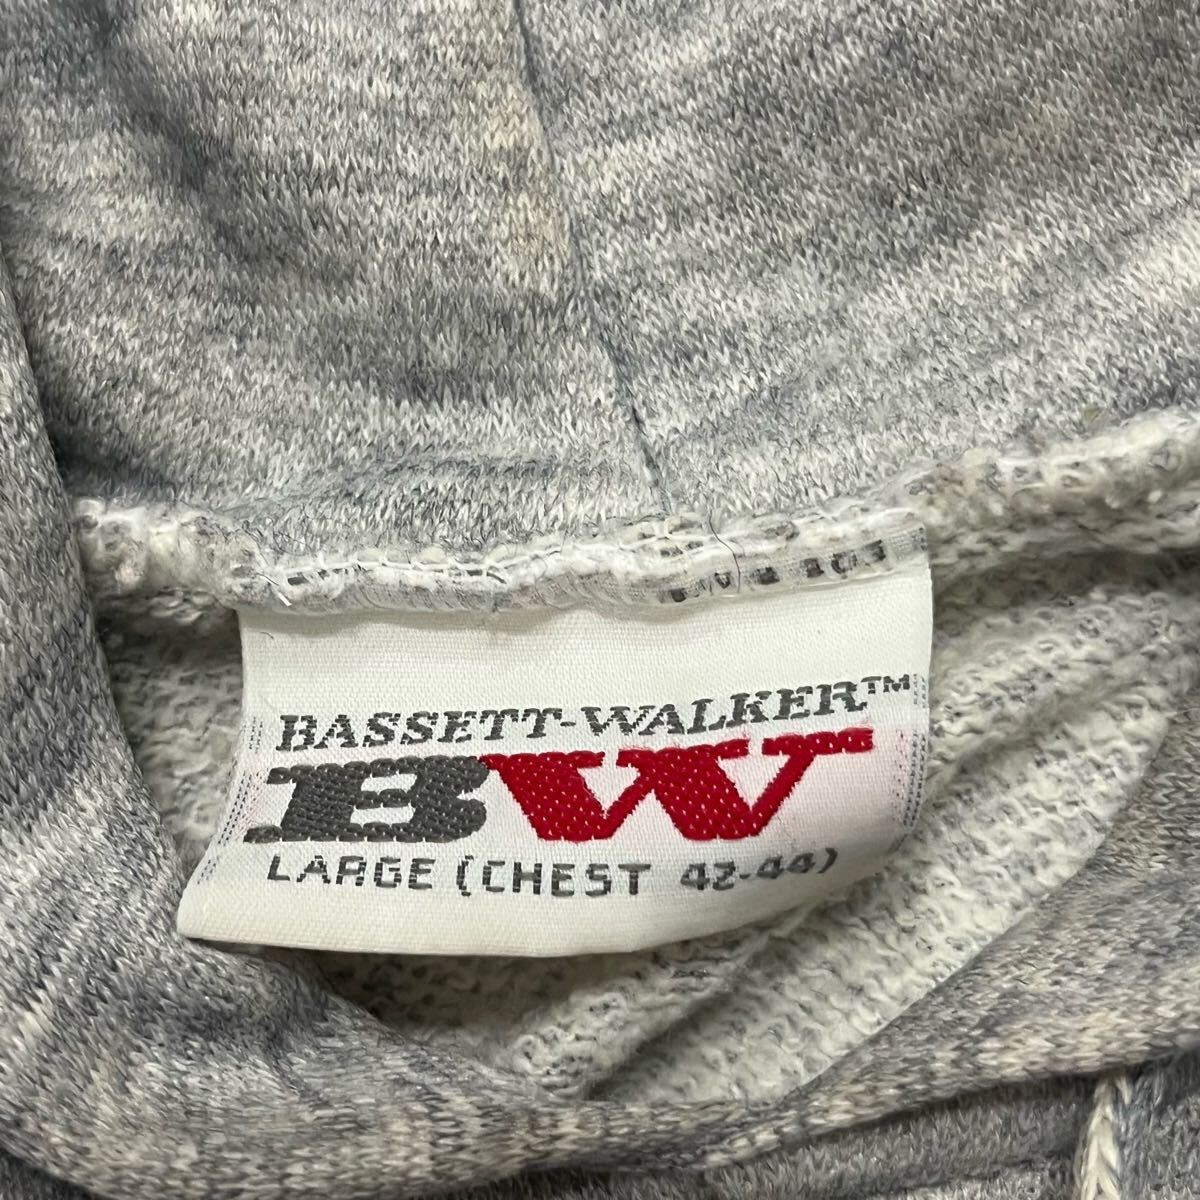 BASSETT-WALKER™
BW
LARGE (CHEST 42-44)